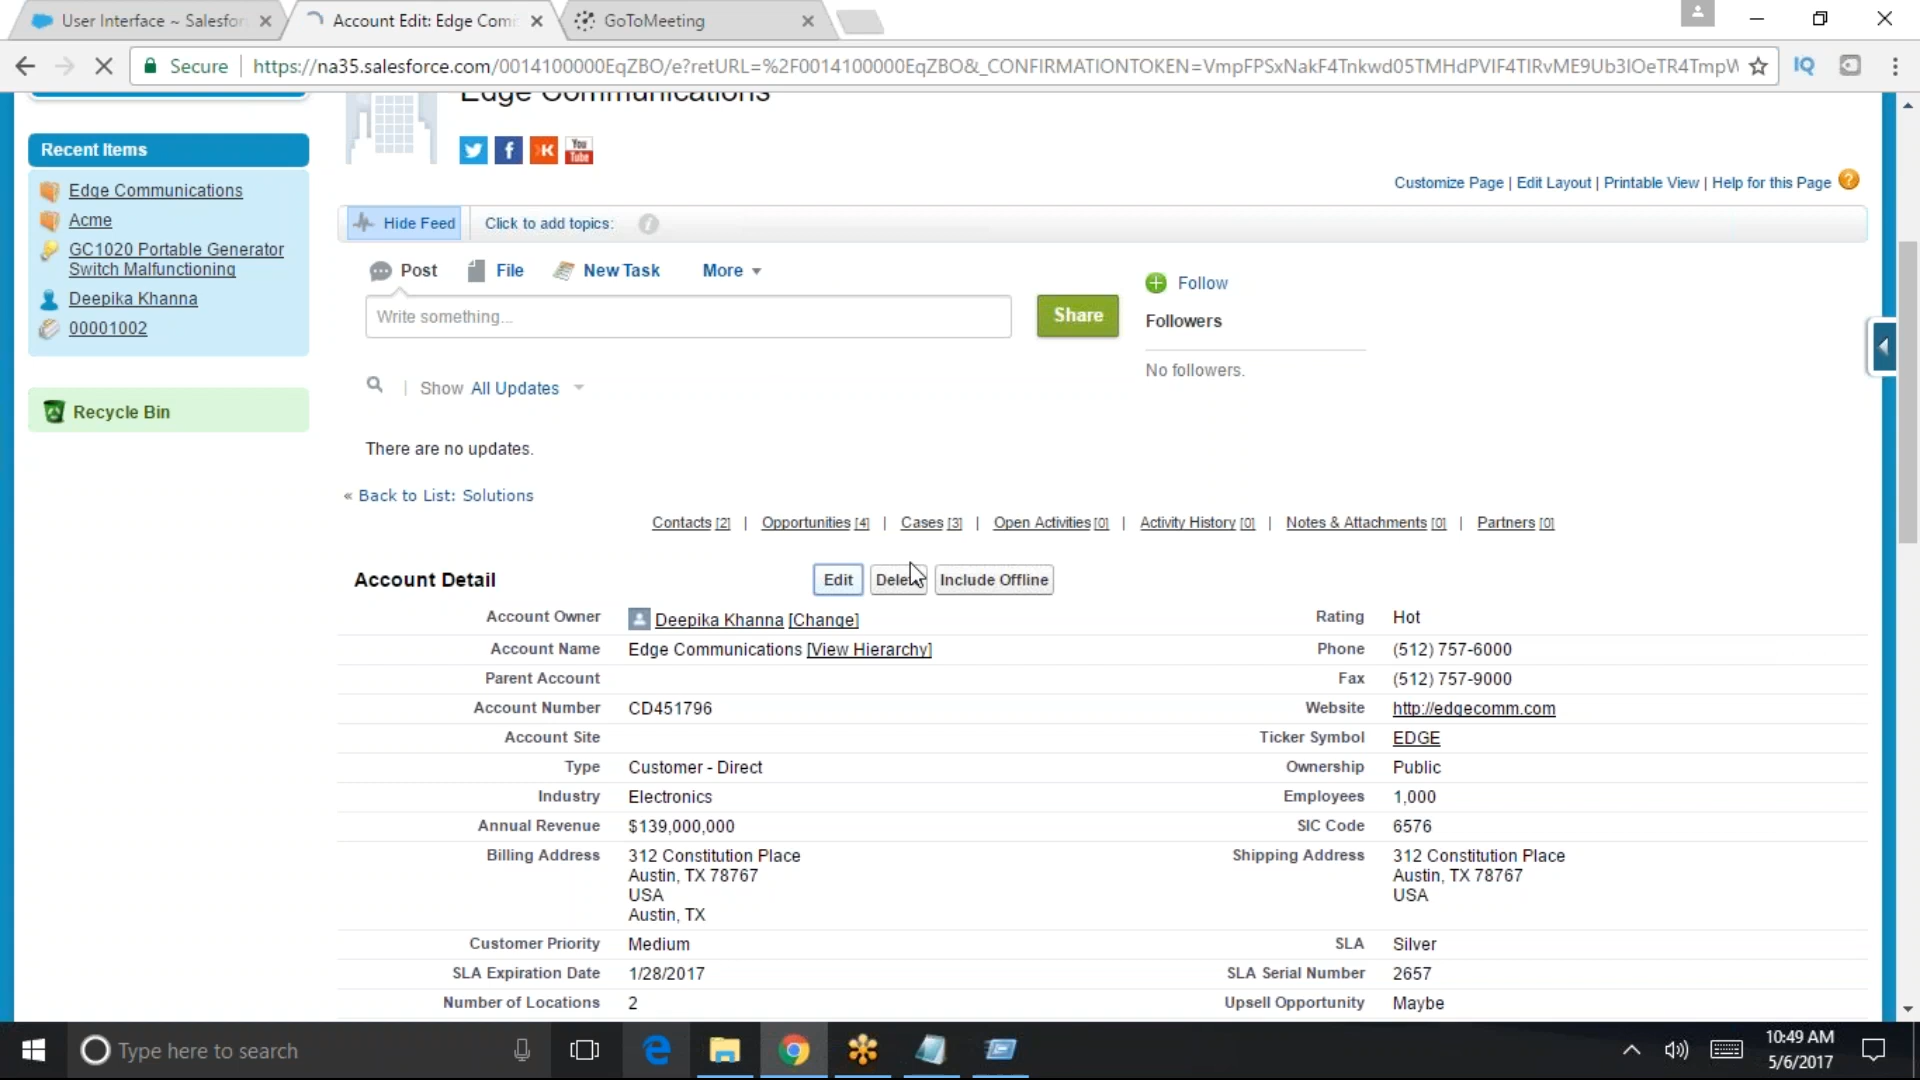 User Interface ~ Salesfor
Account Edit: Edge Com
GoToMeeting
Secure
https://na35.salesforce.com/0014100000EqZBO/e?retURL=%2F0014100000EqZBO&_CONFIRMATIONTOKEN=VmpFPSxNakF4Tnkwd05TMHdPVlF4TlRvME9Ub3lOeTR4TmpW
IQ
Edge Communications
Recent Items
Edge Communications
Acme
GC1020 Portable Generator
Switch Malfunctioning
Deepika Khanna
00001002
Recycle Bin
You
Tube
Customize Page | Edit Layout | Printable View | Help for this Page
Hide Feed
Click to add topics:
Post
File
New Task
More
Write something...
Share
Follow
Followers
No followers.
Show All Updates
There are no updates.
« Back to List: Solutions
Contacts [2] | Opportunities [4] | Cases [3] | Open Activities [0] | Activity History [0] | Notes & Attachments [0] | Partners [0]
Account Detail
Edit
Delete
Include Offline
Account Owner Deepika Khanna [Change] Rating Hot
Account Name Edge Communications [View Hierarchy] Phone (512) 757-6000
Parent Account Fax (512) 757-9000
Account Number CD451796 Website http://edgecomm.com
Account Site Ticker Symbol EDGE
Type Customer - Direct Ownership Public
Industry Electronics Employees 1,000
Annual Revenue $139,000,000 SIC Code 6576
Billing Address 312 Constitution Place Shipping Address 312 Constitution Place
Austin, TX 78767 Austin, TX 78767
USA USA
Austin, TX
Customer Priority Medium SLA Silver
SLA Expiration Date 1/28/2017 SLA Serial Number 2657
Number of Locations 2 Upsell Opportunity Maybe
Type here to search
10:49 AM
5/6/2017